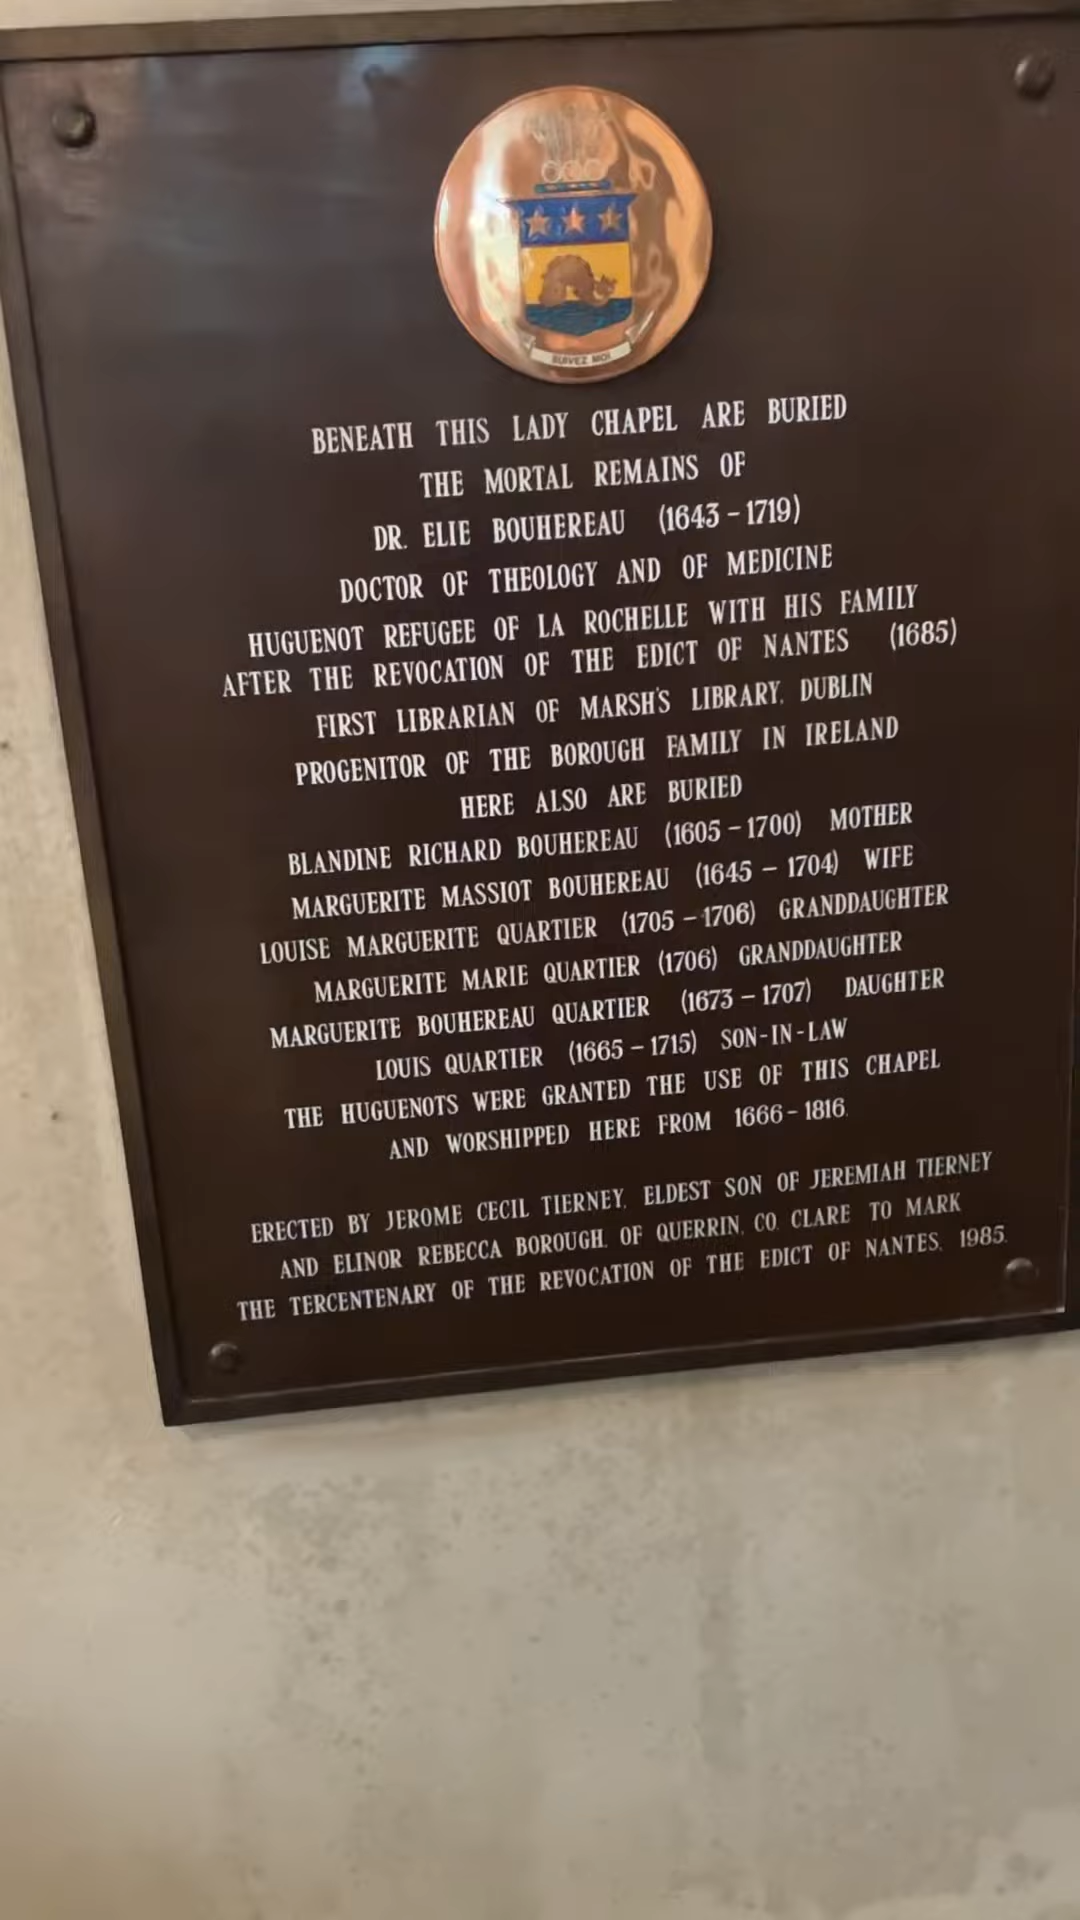 SUIVEZ MOI
BENEATH THIS LADY CHAPEL ARE BURIED
THE MORTAL REMAINS OF
DR. ELIE BOUHEREAU (1643 - 1719)
DOCTOR OF THEOLOGY AND OF MEDICINE
HUGUENOT REFUGEE OF LA ROCHELLE WITH HIS FAMILY
AFTER THE REVOCATION OF THE EDICT OF NANTES (1685)
FIRST LIBRARIAN OF MARSH'S LIBRARY, DUBLIN
PROGENITOR OF THE BOROUGH FAMILY IN IRELAND
HERE ALSO ARE BURIED
BLANDINE RICHARD BOUHEREAU (1605 - 1700) MOTHER
MARGUERITE MASSIOT BOUHEREAU (1645 - 1704) WIFE
LOUISE MARGUERITE QUARTIER (1705 - 1706) GRANDDAUGHTER
MARGUERITE MARIE QUARTIER (1706) GRANDDAUGHTER
MARGUERITE BOUHEREAU QUARTIER (1673 - 1707) DAUGHTER
LOUIS QUARTIER (1665 - 1715) SON-IN-LAW
THE HUGUENOTS WERE GRANTED THE USE OF THIS CHAPEL
AND WORSHIPPED HERE FROM 1666 - 1816.
ERECTED BY JEROME CECIL TIERNEY, ELDEST SON OF JEREMIAH TIERNEY
AND ELINOR REBECCA BOROUGH, OF QUERRIN, CO. CLARE TO MARK
THE TERCENTENARY OF THE REVOCATION OF THE EDICT OF NANTES, 1985.